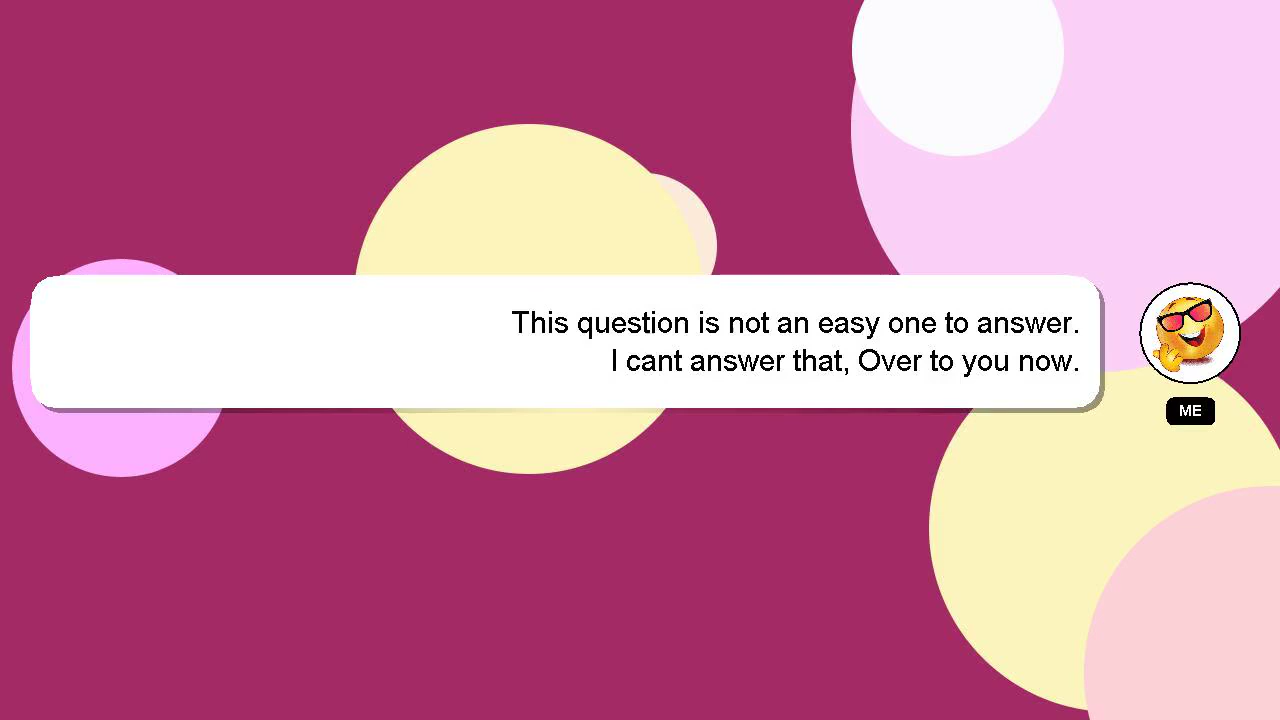 This question is not an easy one to answer.
I cant answer that, Over to you now.
ME